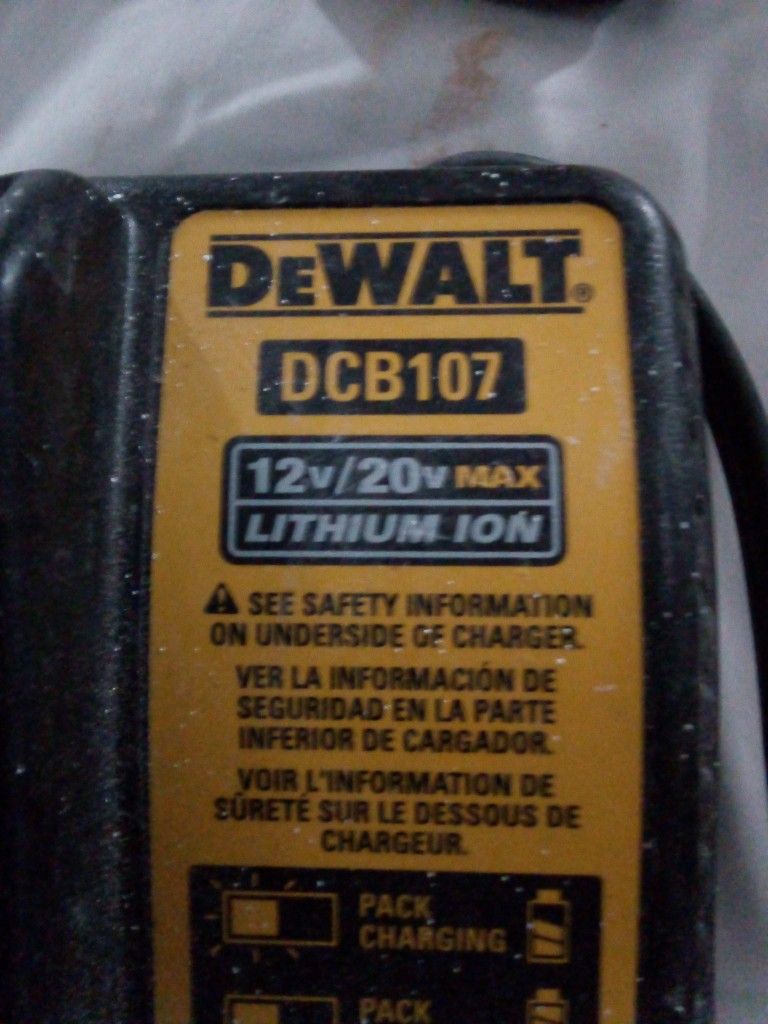 DEWALT®
DCB107
12V/20V MAX
LITHIUM ION
SEE SAFETY INFORMATION
ON UNDERSIDE OF CHARGER.
VER LA INFORMACIÓN DE
SEGURIDAD EN LA PARTE
INFERIOR DE CARGADOR.
VOIR L'INFORMATION DE
SÛRETÉ SUR LE DESSOUS DE
CHARGEUR.
PACK
CHARGING
PACK